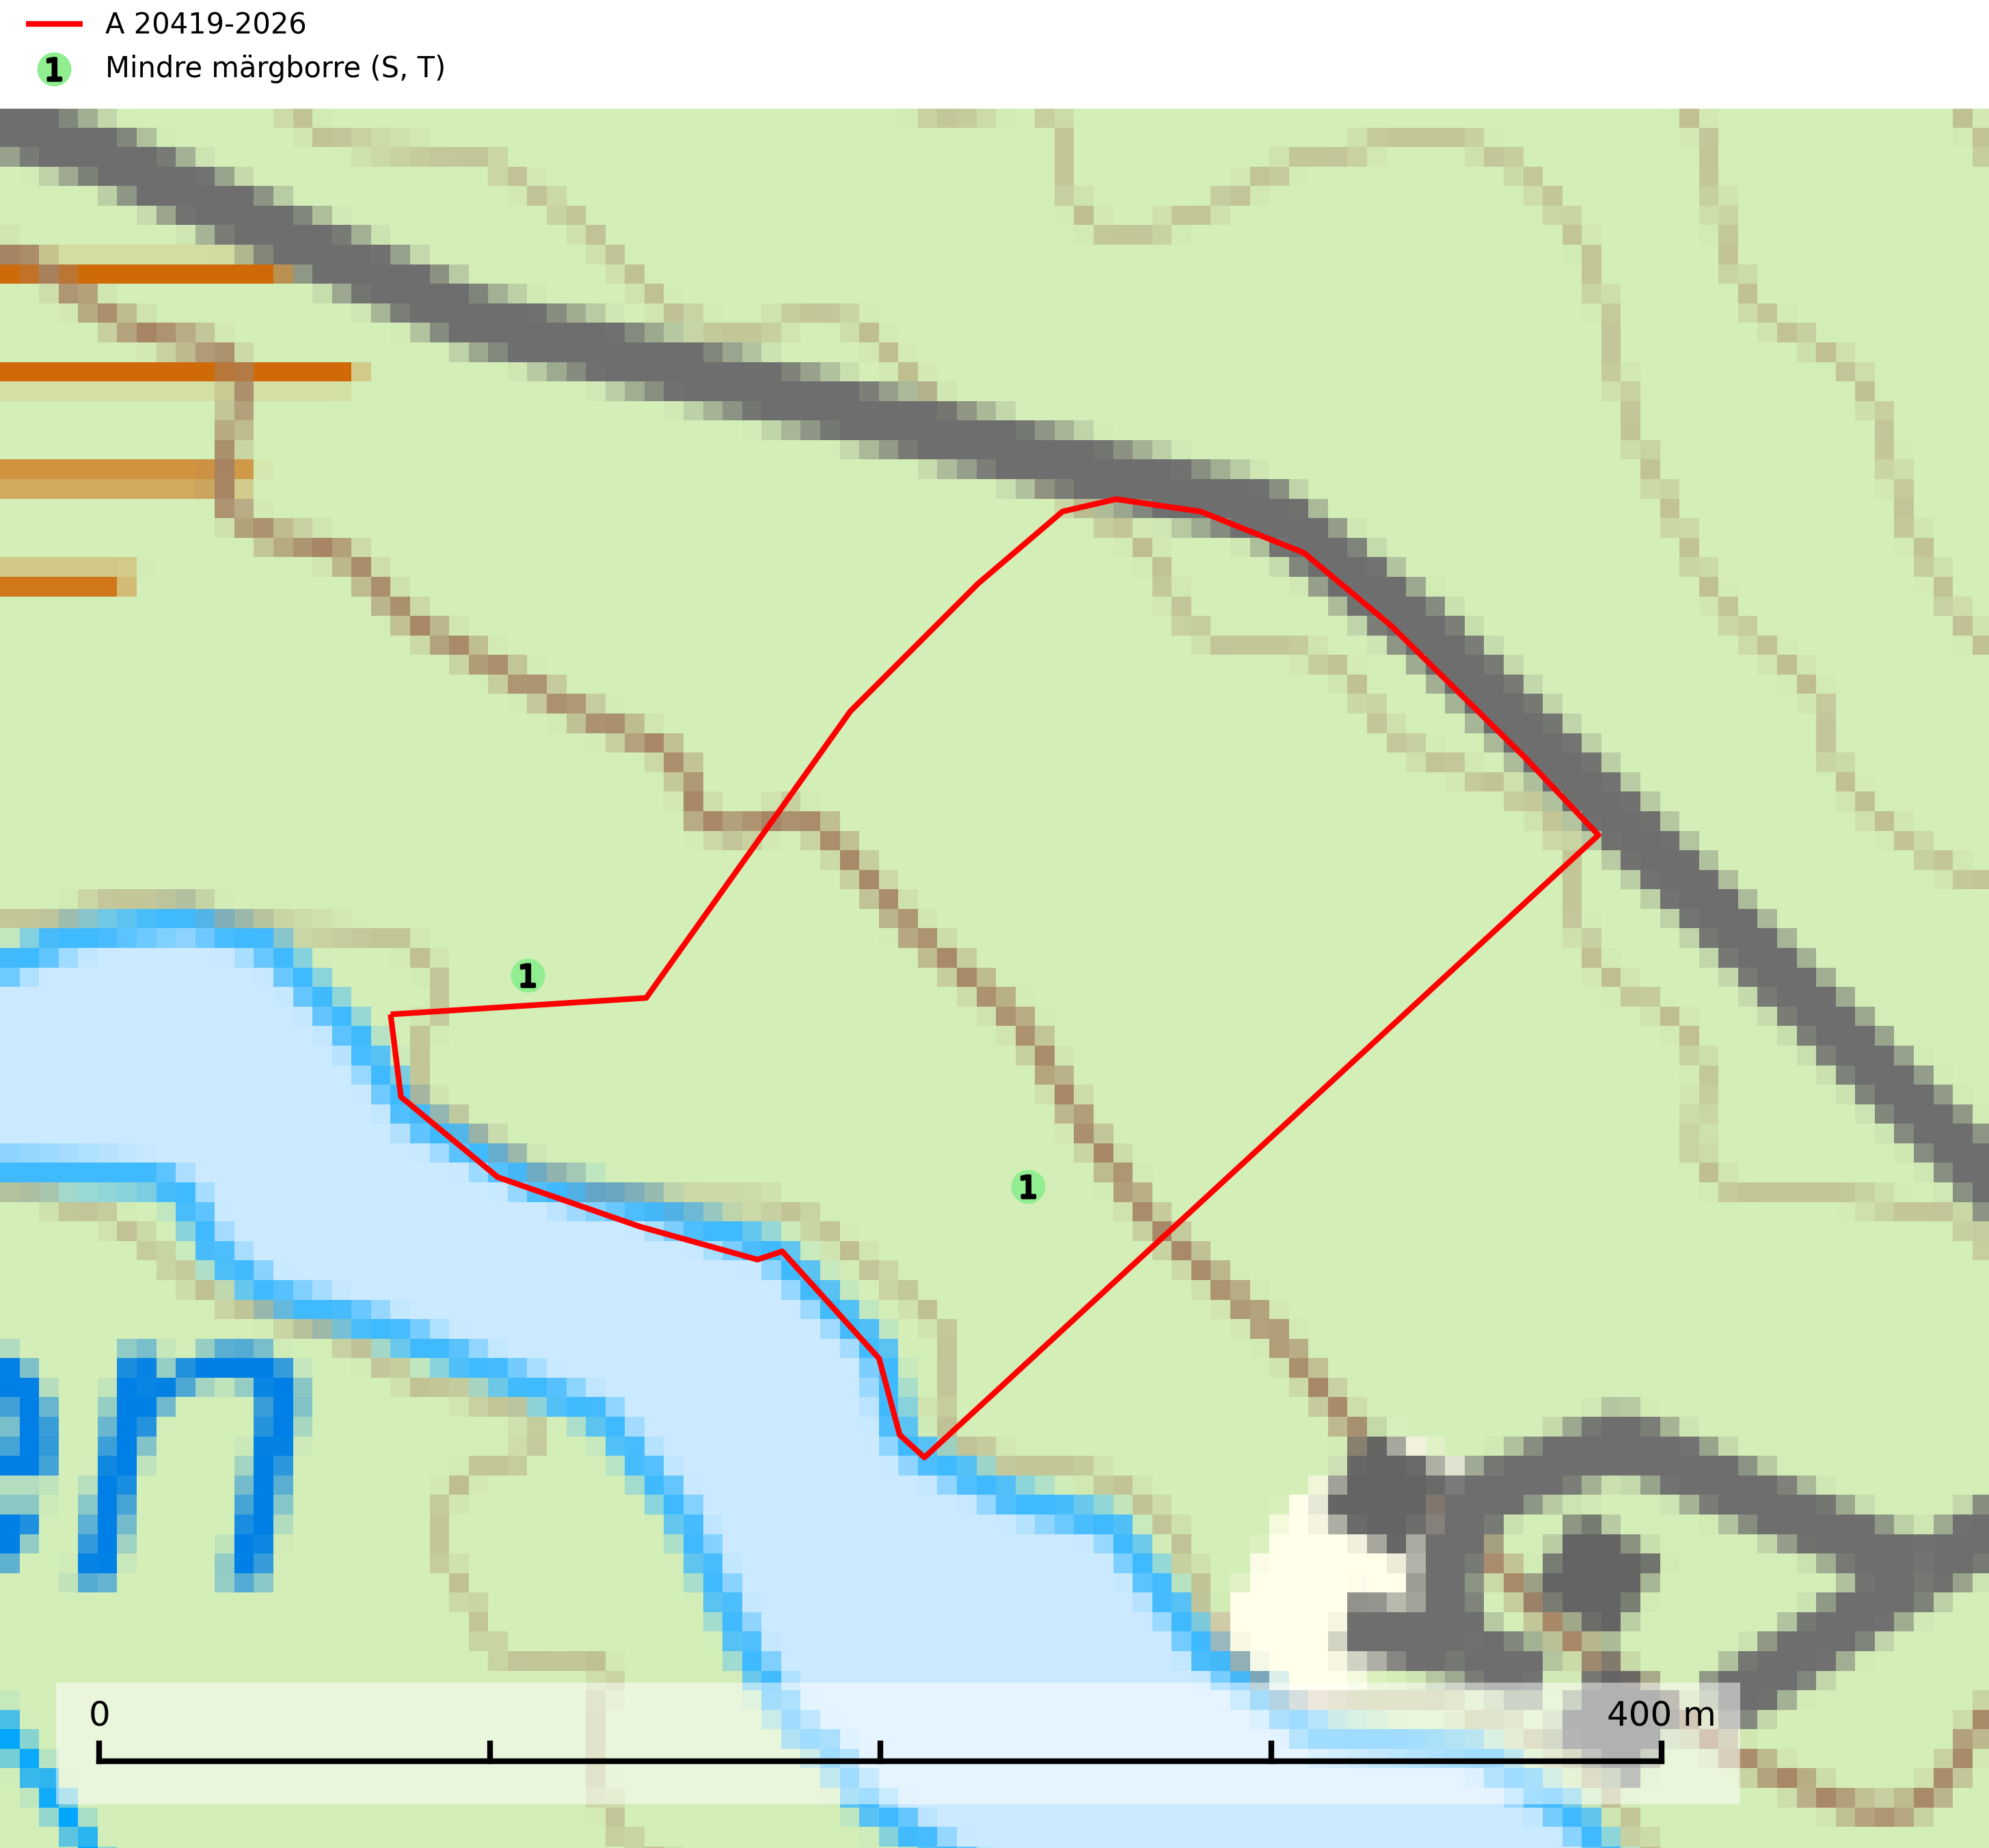 A 20419-2026
1 Mindre märgborre (S, T)
1
1
0 400 m